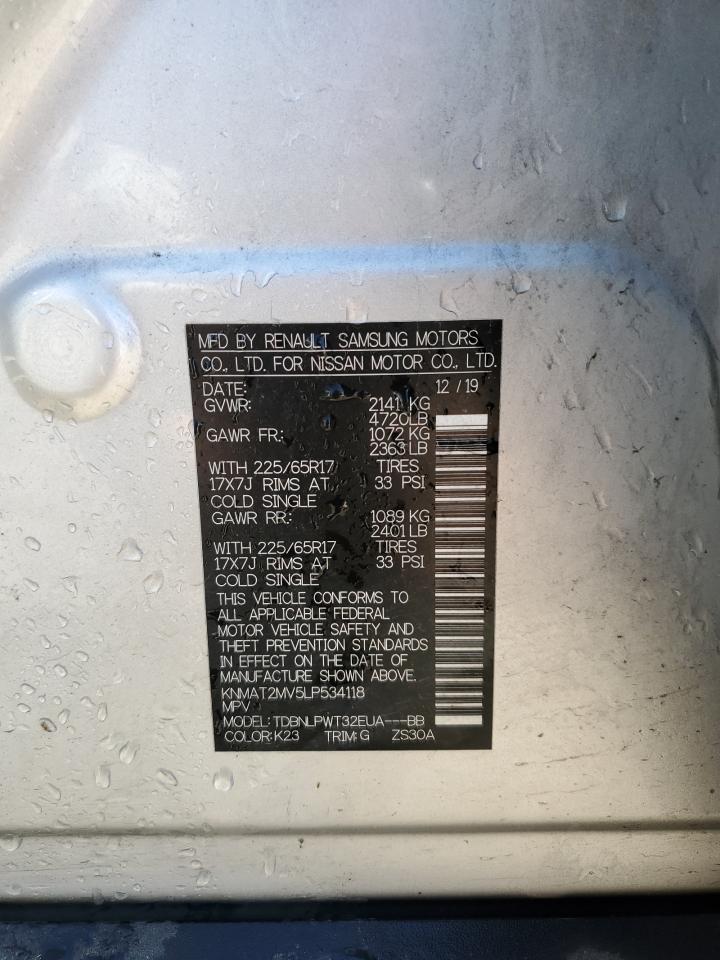 MFD BY RENAULT SAMSUNG MOTORS
CO., LTD. FOR NISSAN MOTOR CO., LTD.
DATE: 12 / 19
GVWR: 2141 KG
4720LB
GAWR FR.: 1072 KG
2363 LB
WITH 225/65R17 TIRES
17X7J RIMS AT 33 PSI
COLD SINGLE
GAWR RR.: 1089 KG
2401 LB
WITH 225/65R17 TIRES
17X7J RIMS AT 33 PSI
COLD SINGLE
THIS VEHICLE CONFORMS TO
ALL APPLICABLE FEDERAL
MOTOR VEHICLE SAFETY AND
THEFT PREVENTION STANDARDS
IN EFFECT ON THE DATE OF
MANUFACTURE SHOWN ABOVE.
KNMAT2MV5LP534118
MPV
MODEL: TDBNLPWT32EUA---BB
COLOR: K23 TRIM: G ZS30A